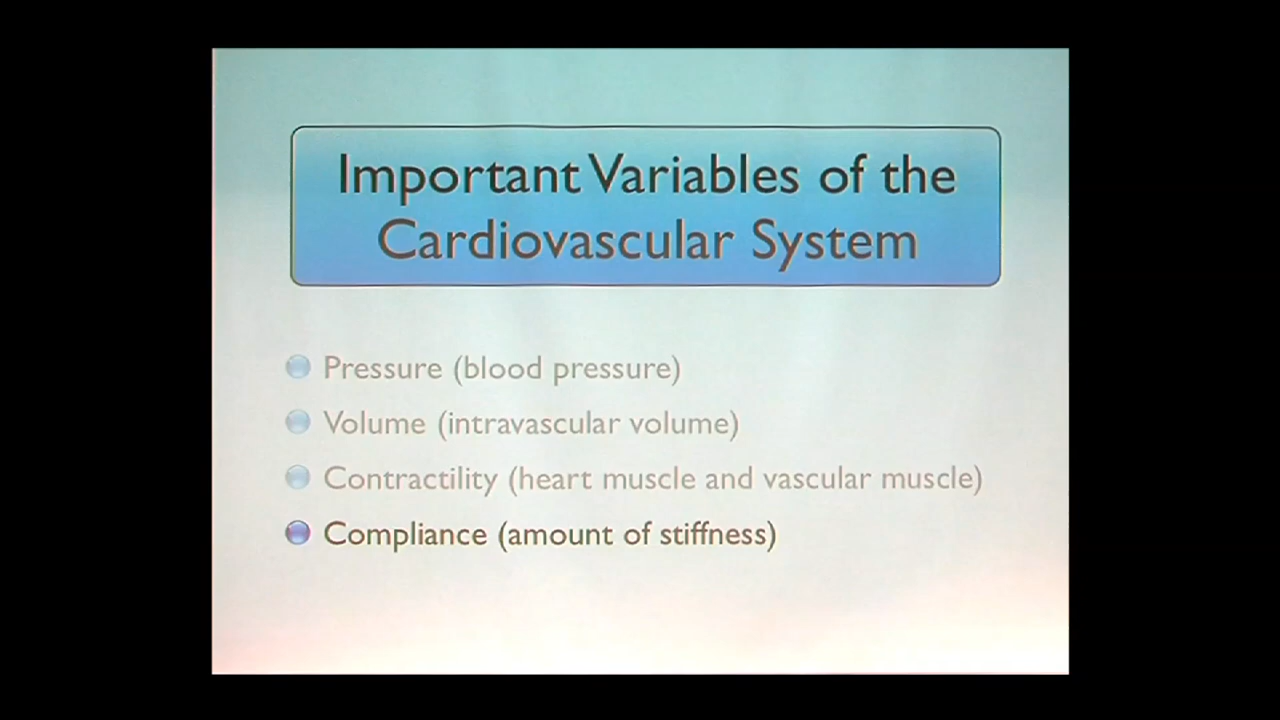 Important Variables of the
Cardiovascular System
Pressure (blood pressure)
Volume (intravascular volume)
Contractility (heart muscle and vascular muscle)
Compliance (amount of stiffness)